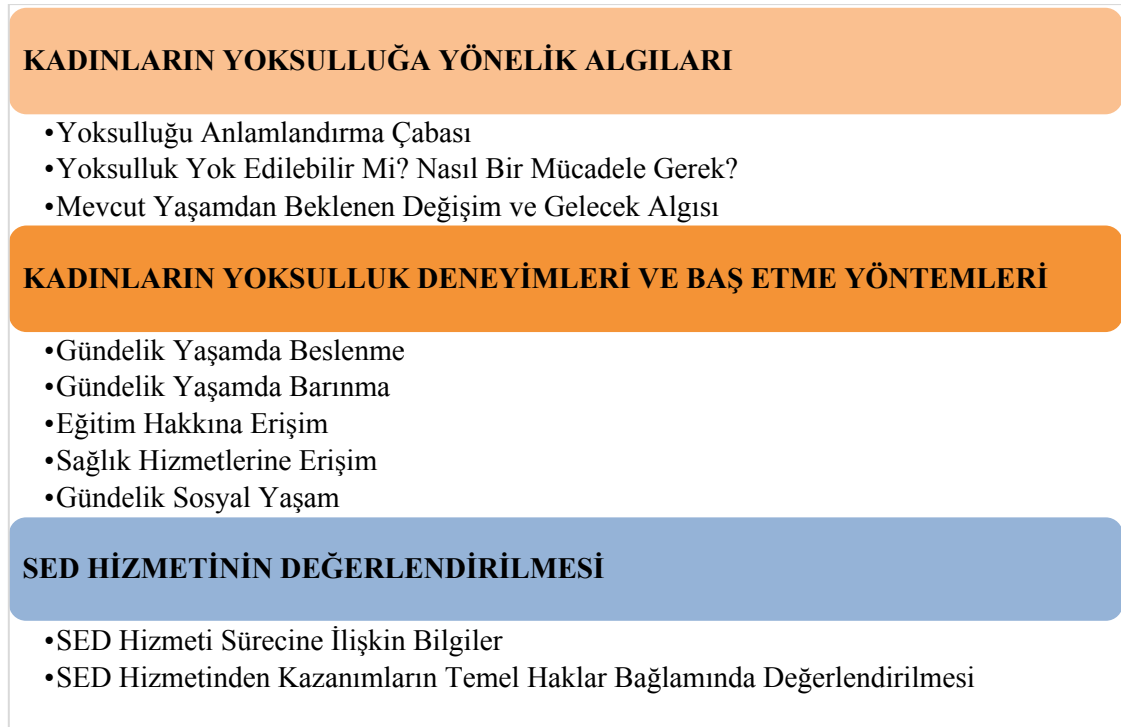 KADINLARIN YOKSULLUĞA YÖNELİK ALGILARI
•Yoksulluğu Anlamlandırma Çabası
•Yoksulluk Yok Edilebilir Mi? Nasıl Bir Mücadele Gerek?
•Mevcut Yaşamdan Beklenen Değişim ve Gelecek Algısı
KADINLARIN YOKSULLUK DENEYİMLERİ VE BAŞ ETME YÖNTEMLERİ
•Gündelik Yaşamda Beslenme
•Gündelik Yaşamda Barınma
•Eğitim Hakkına Erişim
•Sağlık Hizmetlerine Erişim
•Gündelik Sosyal Yaşam
SED HİZMETİNİN DEĞERLENDİRİLMESİ
•SED Hizmeti Sürecine İlişkin Bilgiler
•SED Hizmetinden Kazanımların Temel Haklar Bağlamında Değerlendirilmesi